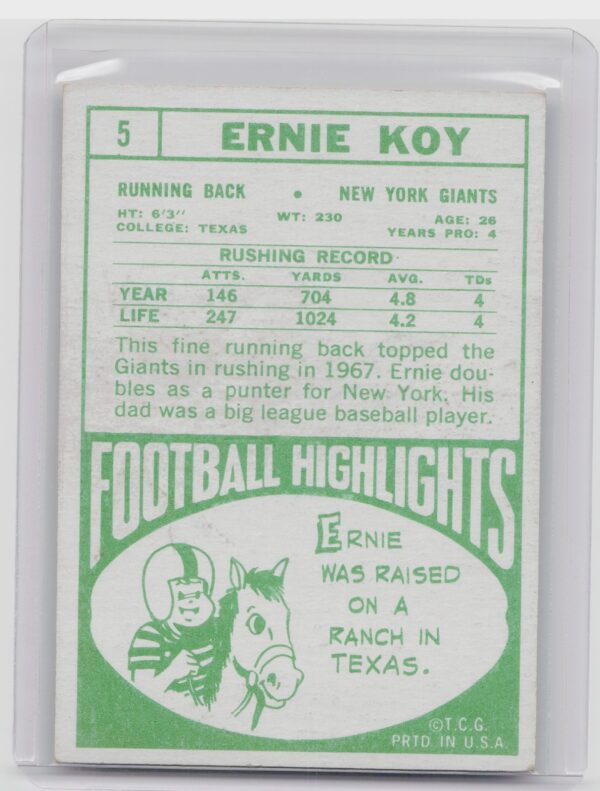 5 ERNIE KOY
RUNNING BACK • NEW YORK GIANTS
HT: 6'3" WT: 230 AGE: 26
COLLEGE: TEXAS YEARS PRO: 4
RUSHING RECORD
ATTS. YARDS AVG. TDs
YEAR 146 704 4.8 4
LIFE 247 1024 4.2 4
This fine running back topped the
Giants in rushing in 1967. Ernie dou-
bles as a punter for New York. His
dad was a big league baseball player.
FOOTBALL HIGHLIGHTS
ERNIE
WAS RAISED
ON A
RANCH IN
TEXAS.
©T.C.G.
PRTD. IN U.S.A.